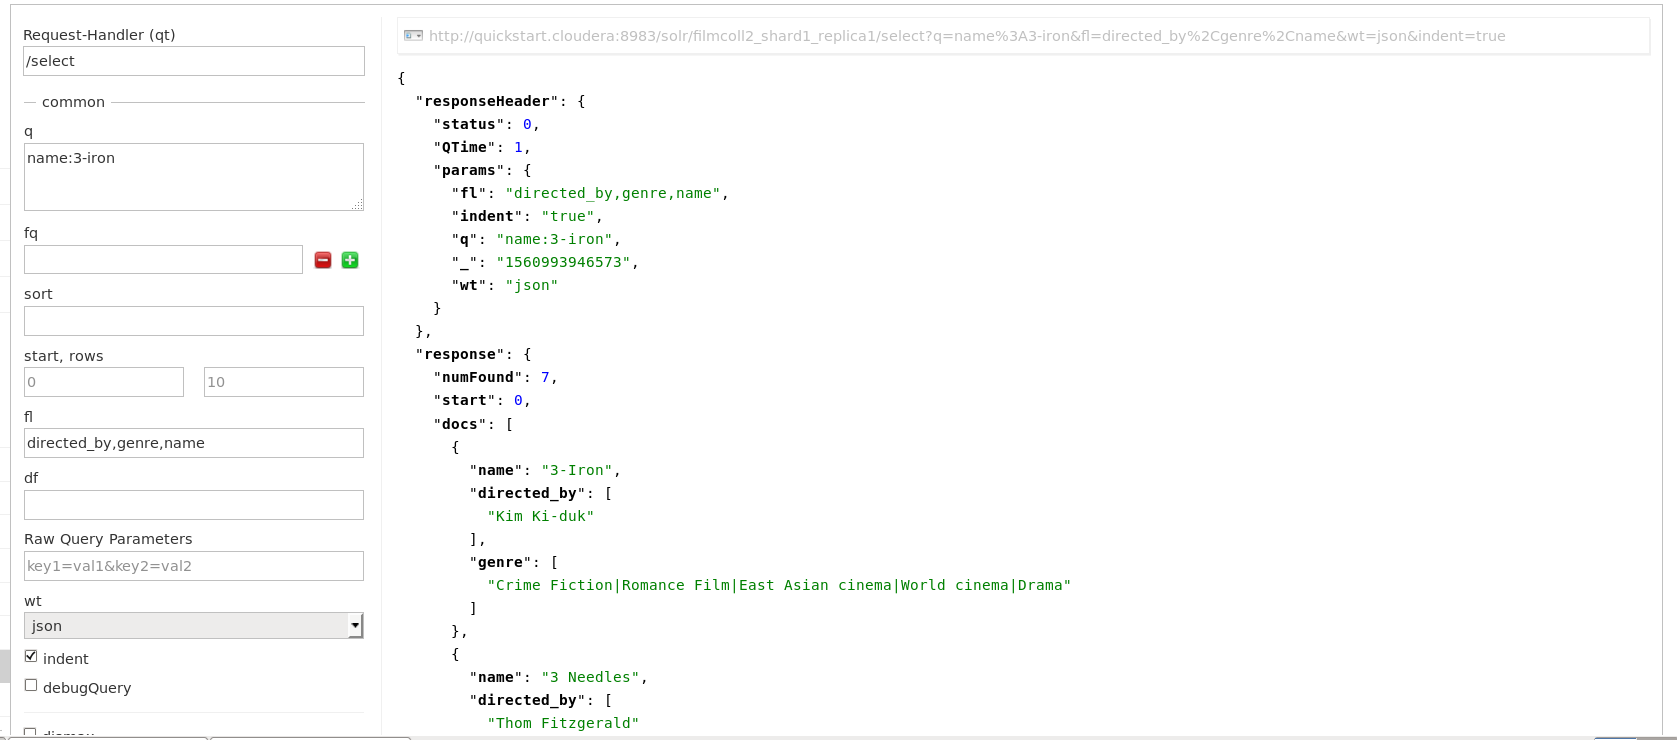 Request-Handler (qt)
/select
common
q
name:3-iron
fq
sort
start, rows
0 10
fl
directed_by,genre,name
df
Raw Query Parameters
key1=val1&key2=val2
wt
json
indent
debugQuery
dismax
http://quickstart.cloudera:8983/solr/filmcoll2_shard1_replica1/select?q=name%3A3-iron&fl=directed_by%2Cgenre%2Cname&wt=json&indent=true
{
"responseHeader": {
"status": 0,
"QTime": 1,
"params": {
"fl": "directed_by,genre,name",
"indent": "true",
"q": "name:3-iron",
"_": "1560993946573",
"wt": "json"
}
},
"response": {
"numFound": 7,
"start": 0,
"docs": [
{
"name": "3-Iron",
"directed_by": [
"Kim Ki-duk"
],
"genre": [
"Crime Fiction|Romance Film|East Asian cinema|World cinema|Drama"
]
},
{
"name": "3 Needles",
"directed_by": [
"Thom Fitzgerald"